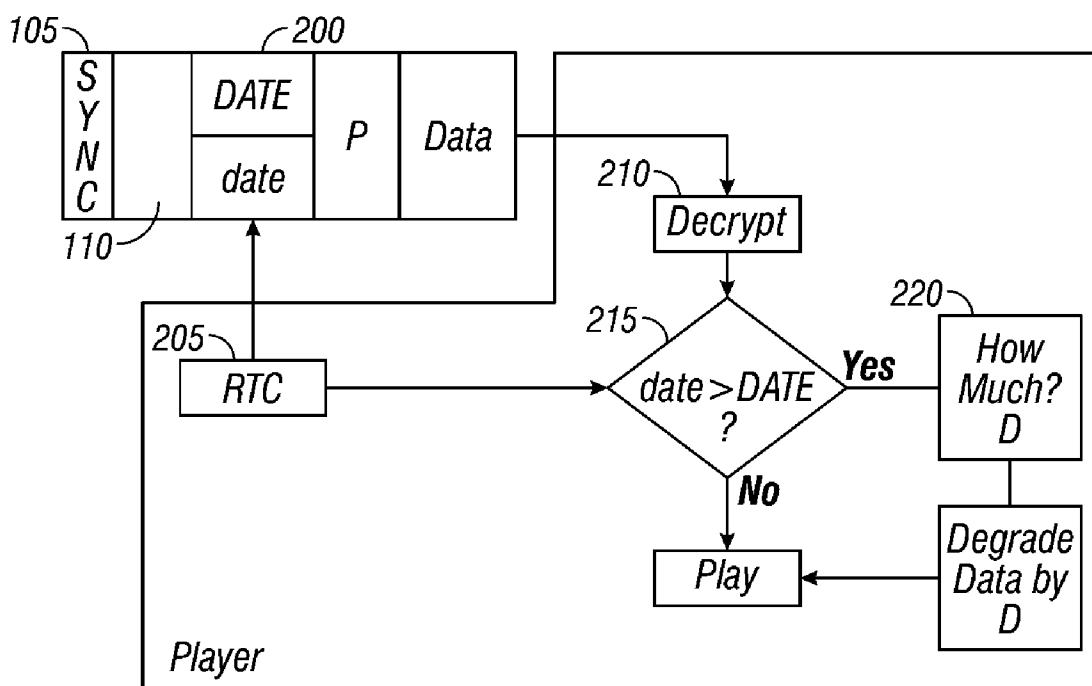 105
200
SYNC
DATE
date
P
Data
110
210
Decrypt
205
RTC
215
date > DATE
?
Yes
No
220
How
Much?
D
Play
Degrade
Data by
D
Player